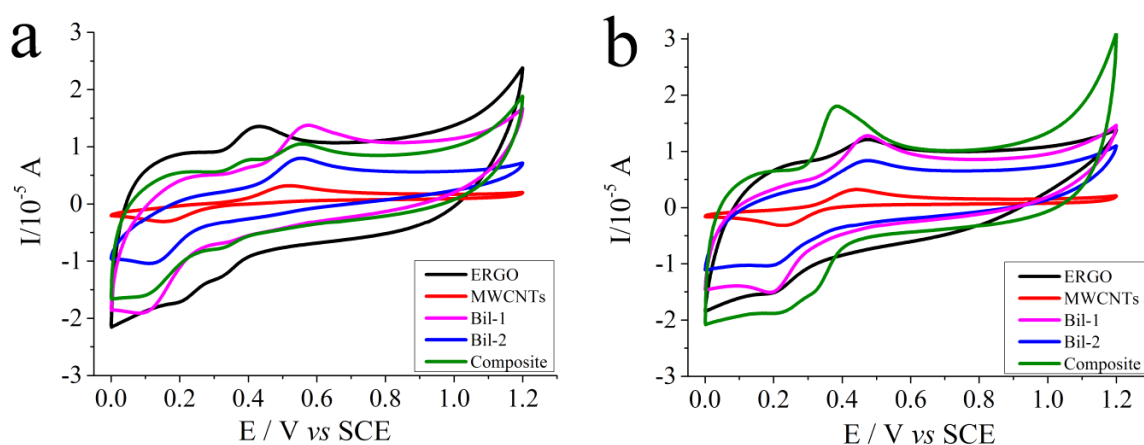 a
3
2
1
0
-1
-2
-3
I/10-5 A
0.0 0.2 0.4 0.6 0.8 1.0 1.2
E / V vs SCE
ERGO
MWCNTs
Bil-1
Bil-2
Composite
b
3
2
1
0
-1
-2
-3
I/10-5 A
0.0 0.2 0.4 0.6 0.8 1.0 1.2
E / V vs SCE
ERGO
MWCNTs
Bil-1
Bil-2
Composite